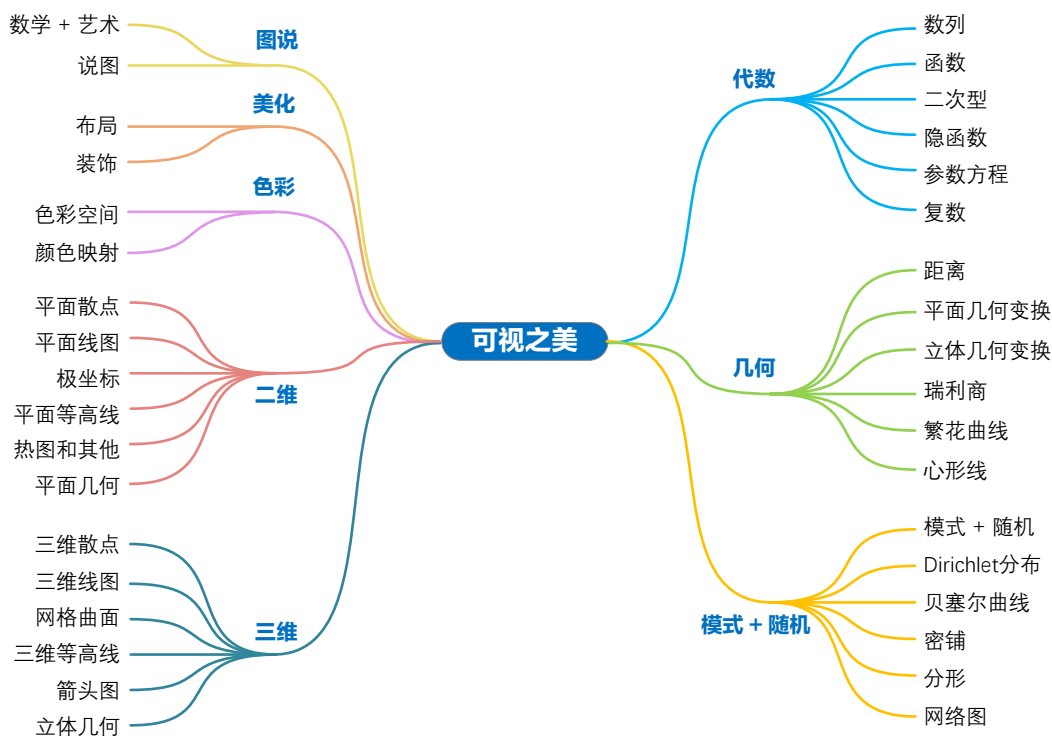 可视之美
图说
数学 + 艺术
说图
美化
布局
装饰
色彩
色彩空间
颜色映射
二维
平面散点
平面线图
极坐标
平面等高线
热图和其他
平面几何
三维
三维散点
三维线图
网格曲面
三维等高线
箭头图
立体几何
代数
数列
函数
二次型
隐函数
参数方程
复数
几何
距离
平面几何变换
立体几何变换
瑞利商
繁花曲线
心形线
模式 + 随机
模式 + 随机
Dirichlet分布
贝塞尔曲线
密铺
分形
网络图